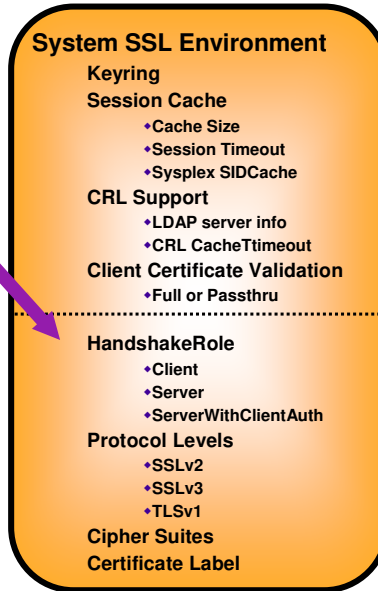 System SSL Environment
Keyring
Session Cache
◆Cache Size
◆Session Timeout
◆Sysplex SIDCache
CRL Support
◆LDAP server info
◆CRL CacheTtimeout
Client Certificate Validation
◆Full or Passthru
HandshakeRole
◆Client
◆Server
◆ServerWithClientAuth
Protocol Levels
◆SSLv2
◆SSLv3
◆TLSv1
Cipher Suites
Certificate Label